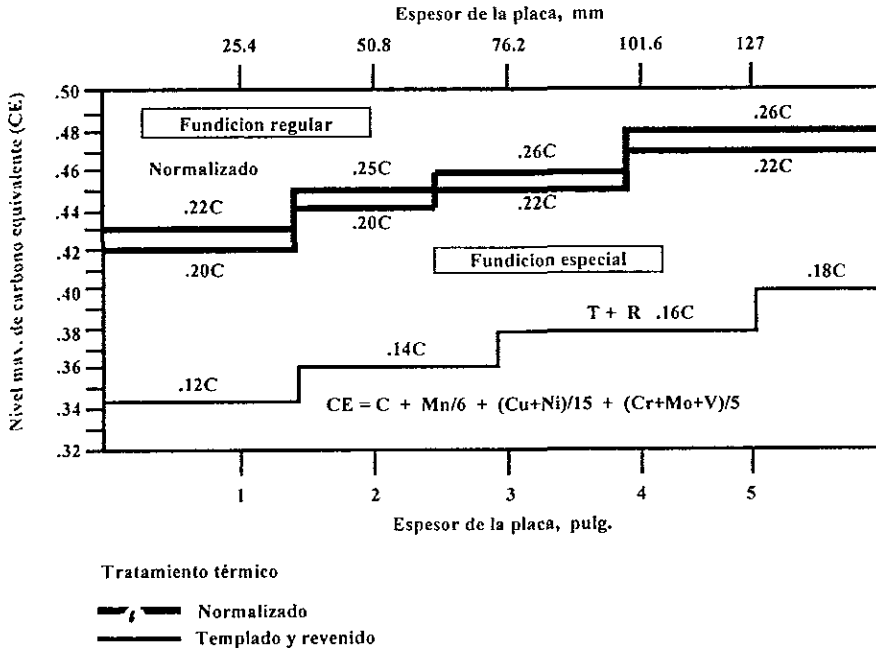 Espesor de la placa, mm
25.4 50.8 76.2 101.6 127
Nivel max. de carbono equivalente (CE)
.50
.48
.46
.44
.42
.40
.38
.36
.34
.32
Fundicion regular
Normalizado
.22C
.20C
.25C
.20C
.26C
.22C
.26C
.22C
Fundicion especial
.12C
.14C
T + R .16C
.18C
CE = C + Mn/6 + (Cu+Ni)/15 + (Cr+Mo+V)/5
1 2 3 4 5
Espesor de la placa, pulg.
Tratamiento térmico
Normalizado
Templado y revenido